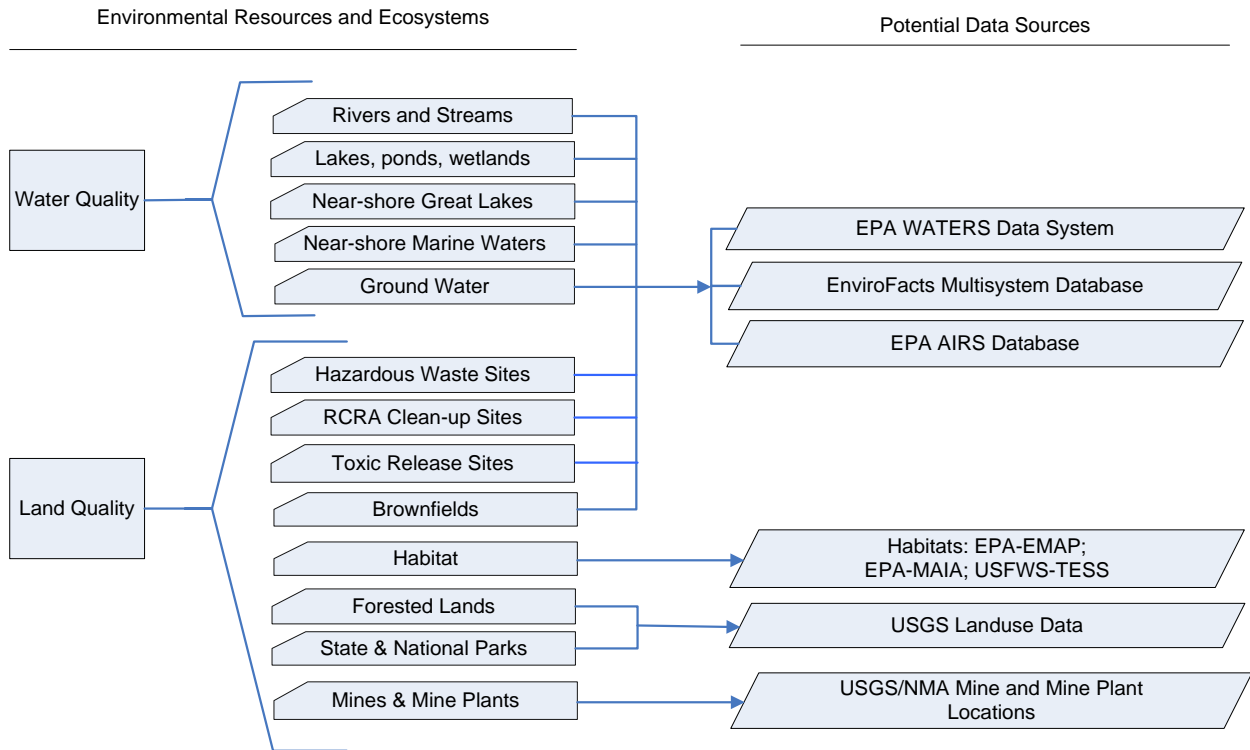 Environmental Resources and Ecosystems
Potential Data Sources
Water Quality
Rivers and Streams
Lakes, ponds, wetlands
Near-shore Great Lakes
Near-shore Marine Waters
Ground Water
EPA WATERS Data System
EnviroFacts Multisystem Database
EPA AIRS Database
Land Quality
Hazardous Waste Sites
RCRA Clean-up Sites
Toxic Release Sites
Brownfields
Habitat
Forested Lands
State & National Parks
Mines & Mine Plants
Habitats: EPA-EMAP;
EPA-MAIA; USFWS-TESS
USGS Landuse Data
USGS/NMA Mine and Mine Plant
Locations